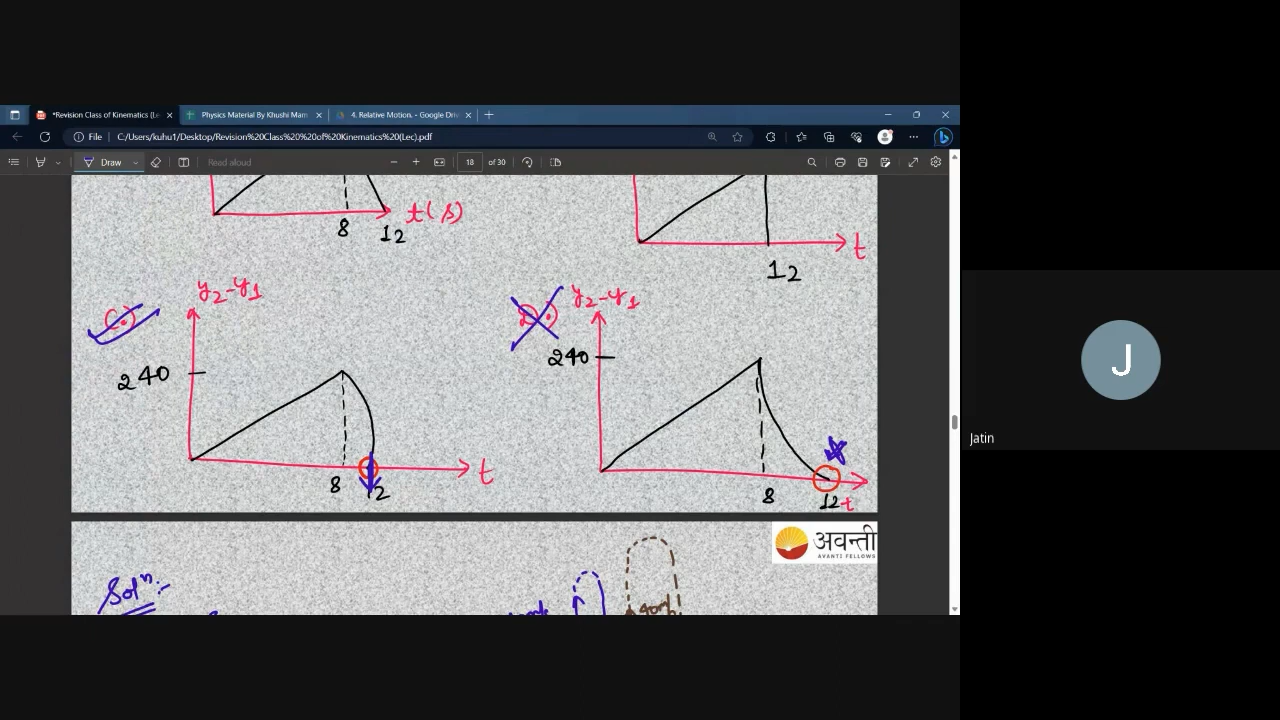 *Revision Class of Kinematics (Le
Physics Material By Khushi Mam
4. Relative Motion. - Google Dri
File
C:/Users/kuhu1/Desktop/Revision%20Class%20%20of%20Kinematics%20(Lec).pdf
Draw
Read aloud
18
of 30
t(s)
8
12
t
12
(C.)
y₂-y₁
240
8
12
t
D.)
y₂-y₁
240
8
12
t
अवन्ती
AVANTI FELLOWS
Solⁿ:-
J
Jatin